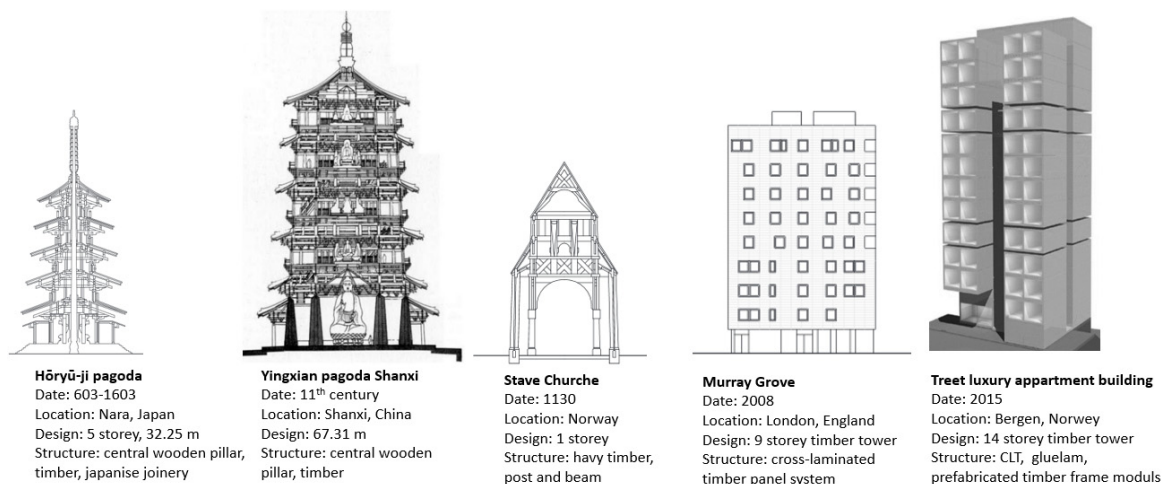 Hōryū-ji pagoda
Date: 603-1603
Location: Nara, Japan
Design: 5 storey, 32.25 m
Structure: central wooden pillar,
timber, japanise joinery
Yingxian pagoda Shanxi
Date: 11th century
Location: Shanxi, China
Design: 67.31 m
Structure: central wooden
pillar, timber
Stave Churche
Date: 1130
Location: Norway
Design: 1 storey
Structure: havy timber,
post and beam
Murray Grove
Date: 2008
Location: London, England
Design: 9 storey timber tower
Structure: cross-laminated
timber panel system
Treet luxury appartment building
Date: 2015
Location: Bergen, Norwey
Design: 14 storey timber tower
Structure: CLT, gluelam,
prefabricated timber frame moduls